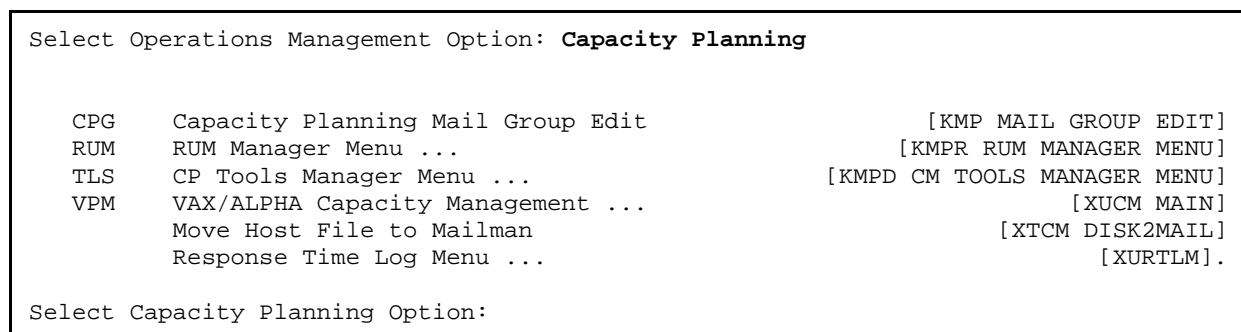 Select Operations Management Option: Capacity Planning
CPG Capacity Planning Mail Group Edit [KMP MAIL GROUP EDIT]
RUM RUM Manager Menu ... [KMPR RUM MANAGER MENU]
TLS CP Tools Manager Menu ... [KMPD CM TOOLS MANAGER MENU]
VPM VAX/ALPHA Capacity Management ... [XUCM MAIN]
Move Host File to Mailman [XTCM DISK2MAIL]
Response Time Log Menu ... [XURTLM].
Select Capacity Planning Option: